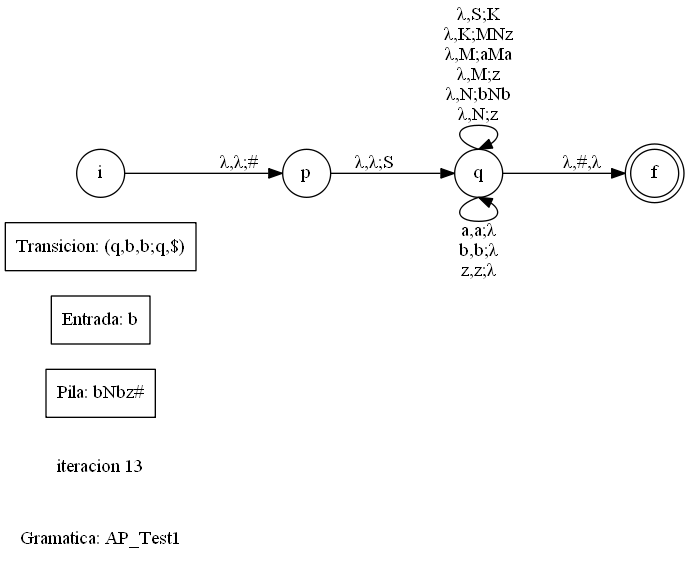 λ,S;K
λ,K;MNz
λ,M;aMa
λ,M;z
λ,N;bNb
λ,N;z
i
λ,λ;#
p
λ,λ;S
q
λ,#,λ
f
a,a;λ
b,b;λ
z,z;λ
Transicion: (q,b,b;q,$)
Entrada: b
Pila: bNbz#
iteracion 13
Gramatica: AP_Test1